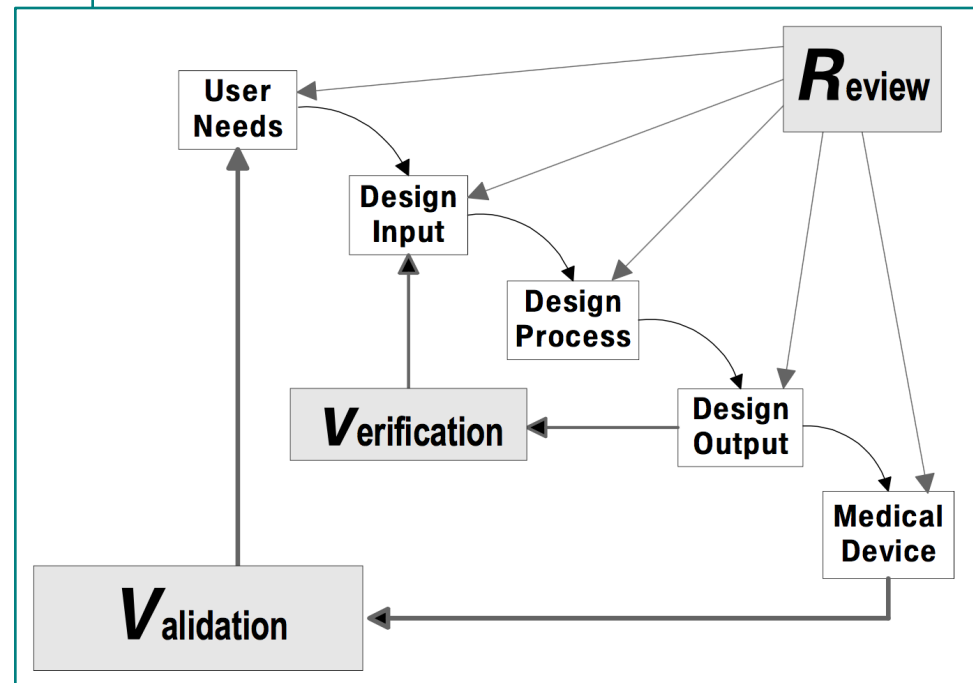 User
Needs
Review
Design
Input
Design
Process
Verification
Design
Output
Medical
Device
Validation